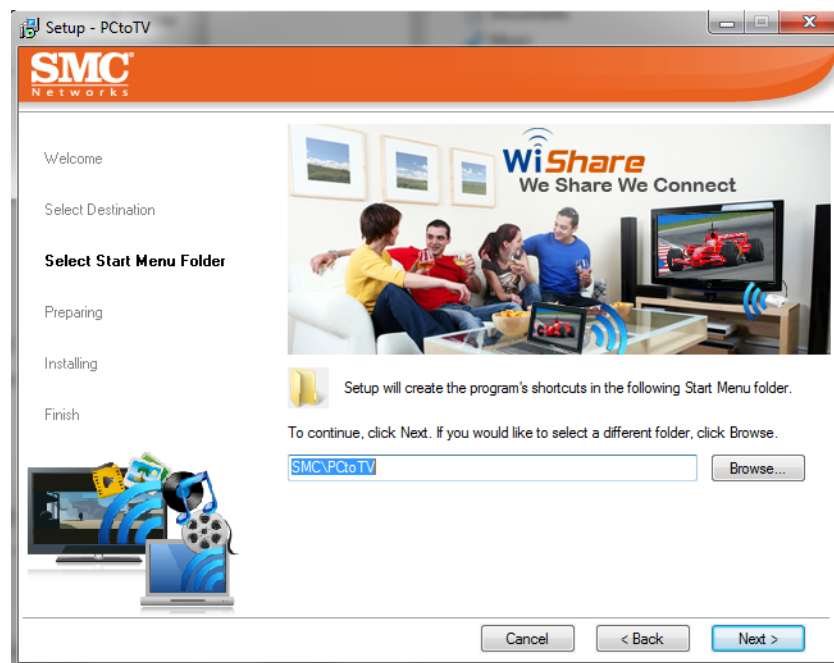 Setup - PCtoTV
SMC
Networks
Welcome
Select Destination
Select Start Menu Folder
Preparing
Installing
Finish
WiShare
We Share We Connect
Setup will create the program's shortcuts in the following Start Menu folder.
To continue, click Next. If you would like to select a different folder, click Browse.
SMC\PCtoTV
Browse...
Cancel
< Back
Next >